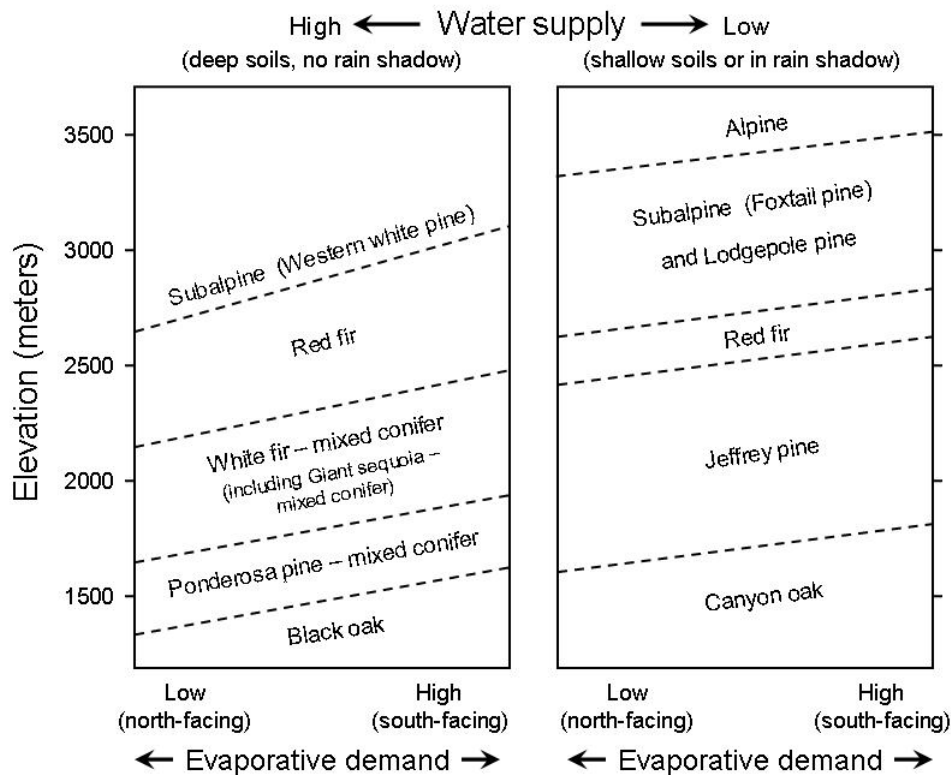 High ← Water supply → Low
(deep soils, no rain shadow)
(shallow soils or in rain shadow)
Elevation (meters)
3500
3000
2500
2000
1500
Subalpine (Western white pine)
Red fir
White fir – mixed conifer
(including Giant sequoia –
mixed conifer)
Ponderosa pine – mixed conifer
Black oak
Alpine
Subalpine (Foxtail pine)
and Lodgepole pine
Red fir
Jeffrey pine
Canyon oak
Low
(north-facing)
High
(south-facing)
← Evaporative demand →
Low
(north-facing)
High
(south-facing)
← Evaporative demand →